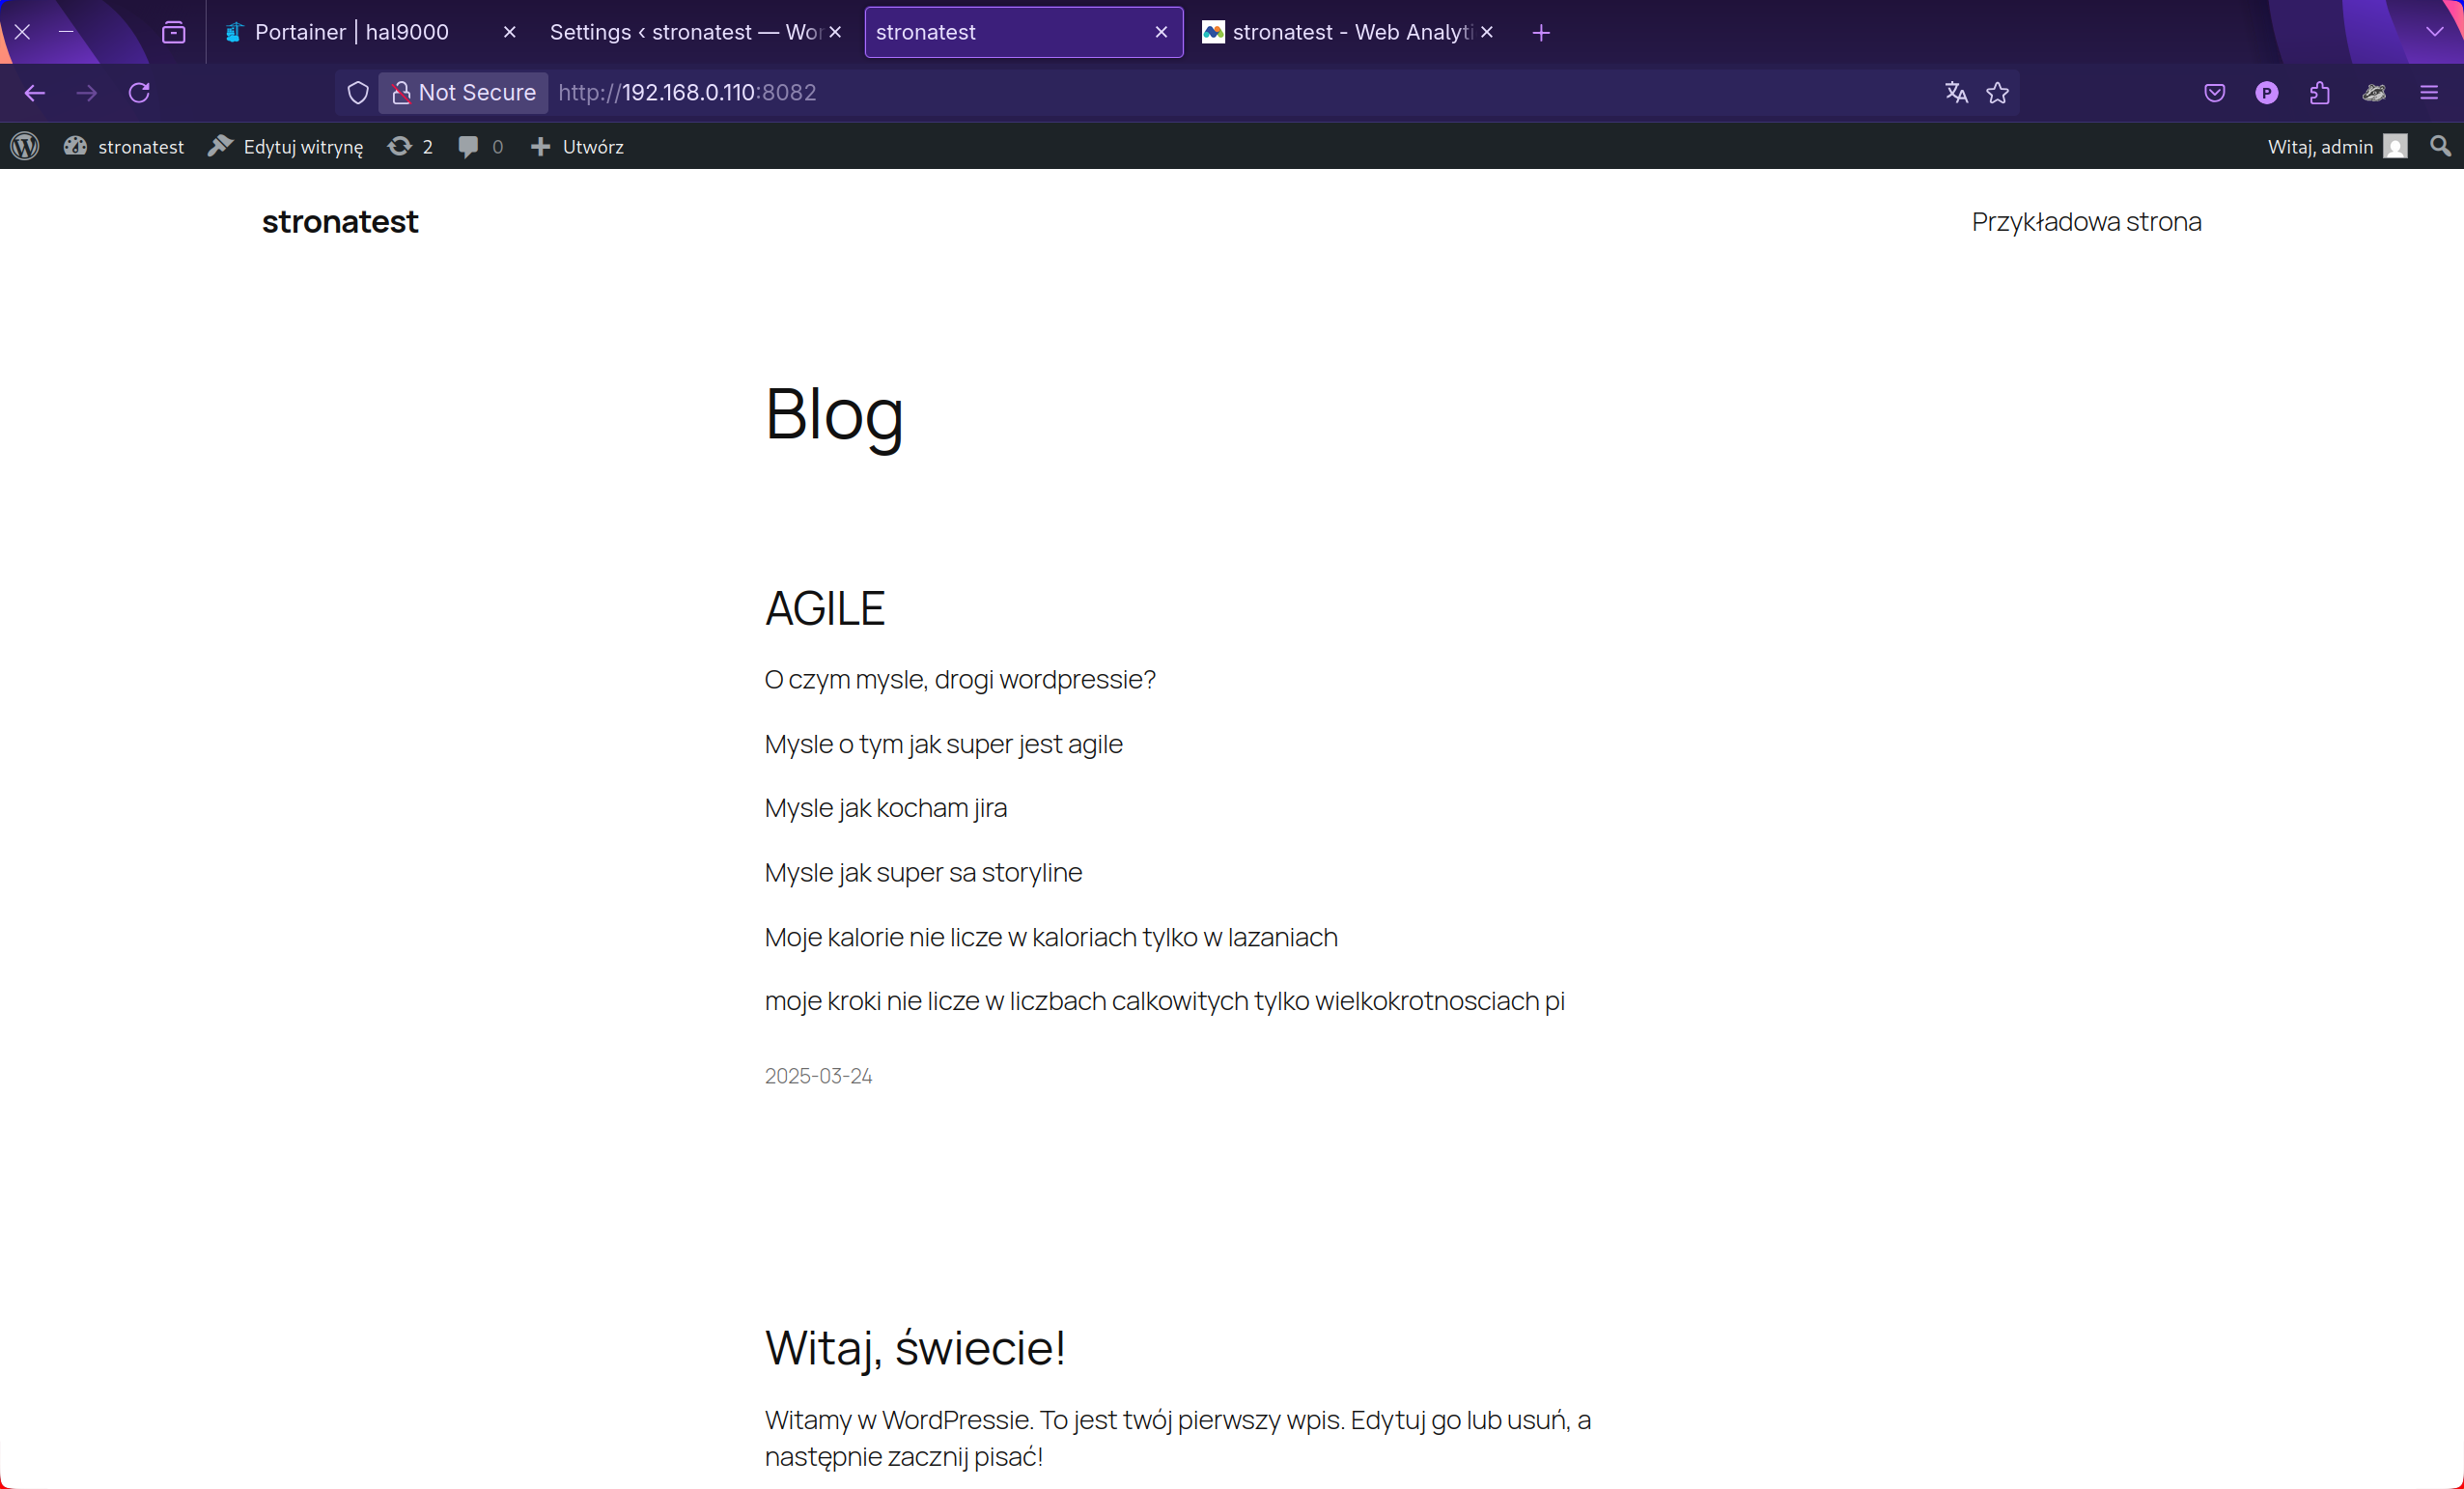 Portainer | hal9000
Settings ‹ stronatest — Wor
stronatest
stronatest - Web Analyti
Not Secure
http://192.168.0.110:8082
stronatest
Edytuj witrynę
2
0
Utwórz
Witaj, admin
stronatest
Przykładowa strona
Blog
AGILE
O czym mysle, drogi wordpressie?
Mysle o tym jak super jest agile
Mysle jak kocham jira
Mysle jak super sa storyline
Moje kalorie nie licze w kaloriach tylko w lazaniach
moje kroki nie licze w liczbach calkowitych tylko wielkokrotnosciach pi
2025-03-24
Witaj, świecie!
Witamy w WordPressie. To jest twój pierwszy wpis. Edytuj go lub usuń, a
następnie zacznij pisać!